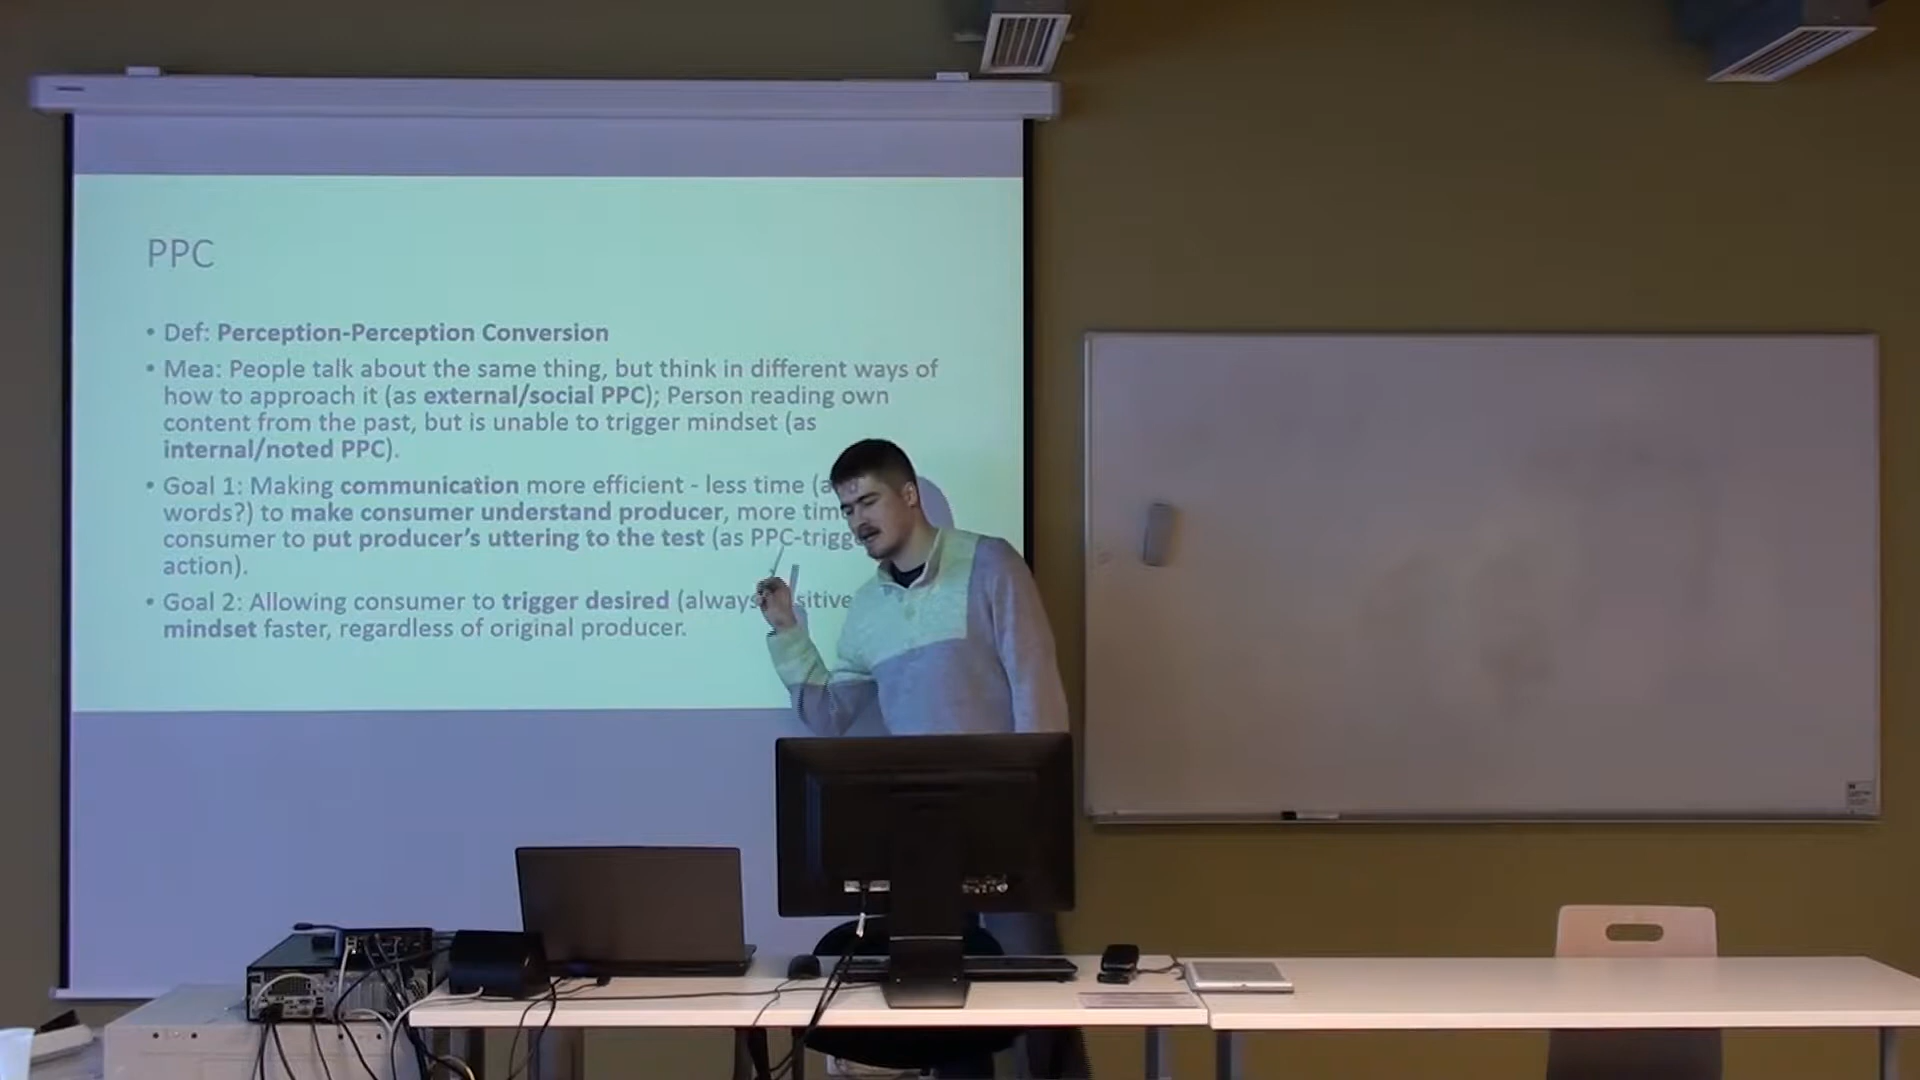 PPC
• Def: Perception-Perception Conversion
• Mea: People talk about the same thing, but think in different ways of
how to approach it (as external/social PPC); Person reading own
content from the past, but is unable to trigger mindset (as
internal/noted PPC).
• Goal 1: Making communication more efficient - less time (and
words?) to make consumer understand producer, more
consumer to put producer's uttering to the test (as
action).
• Goal 2: Allowing consumer to trigger desired (always
mindset faster, regardless of original producer.